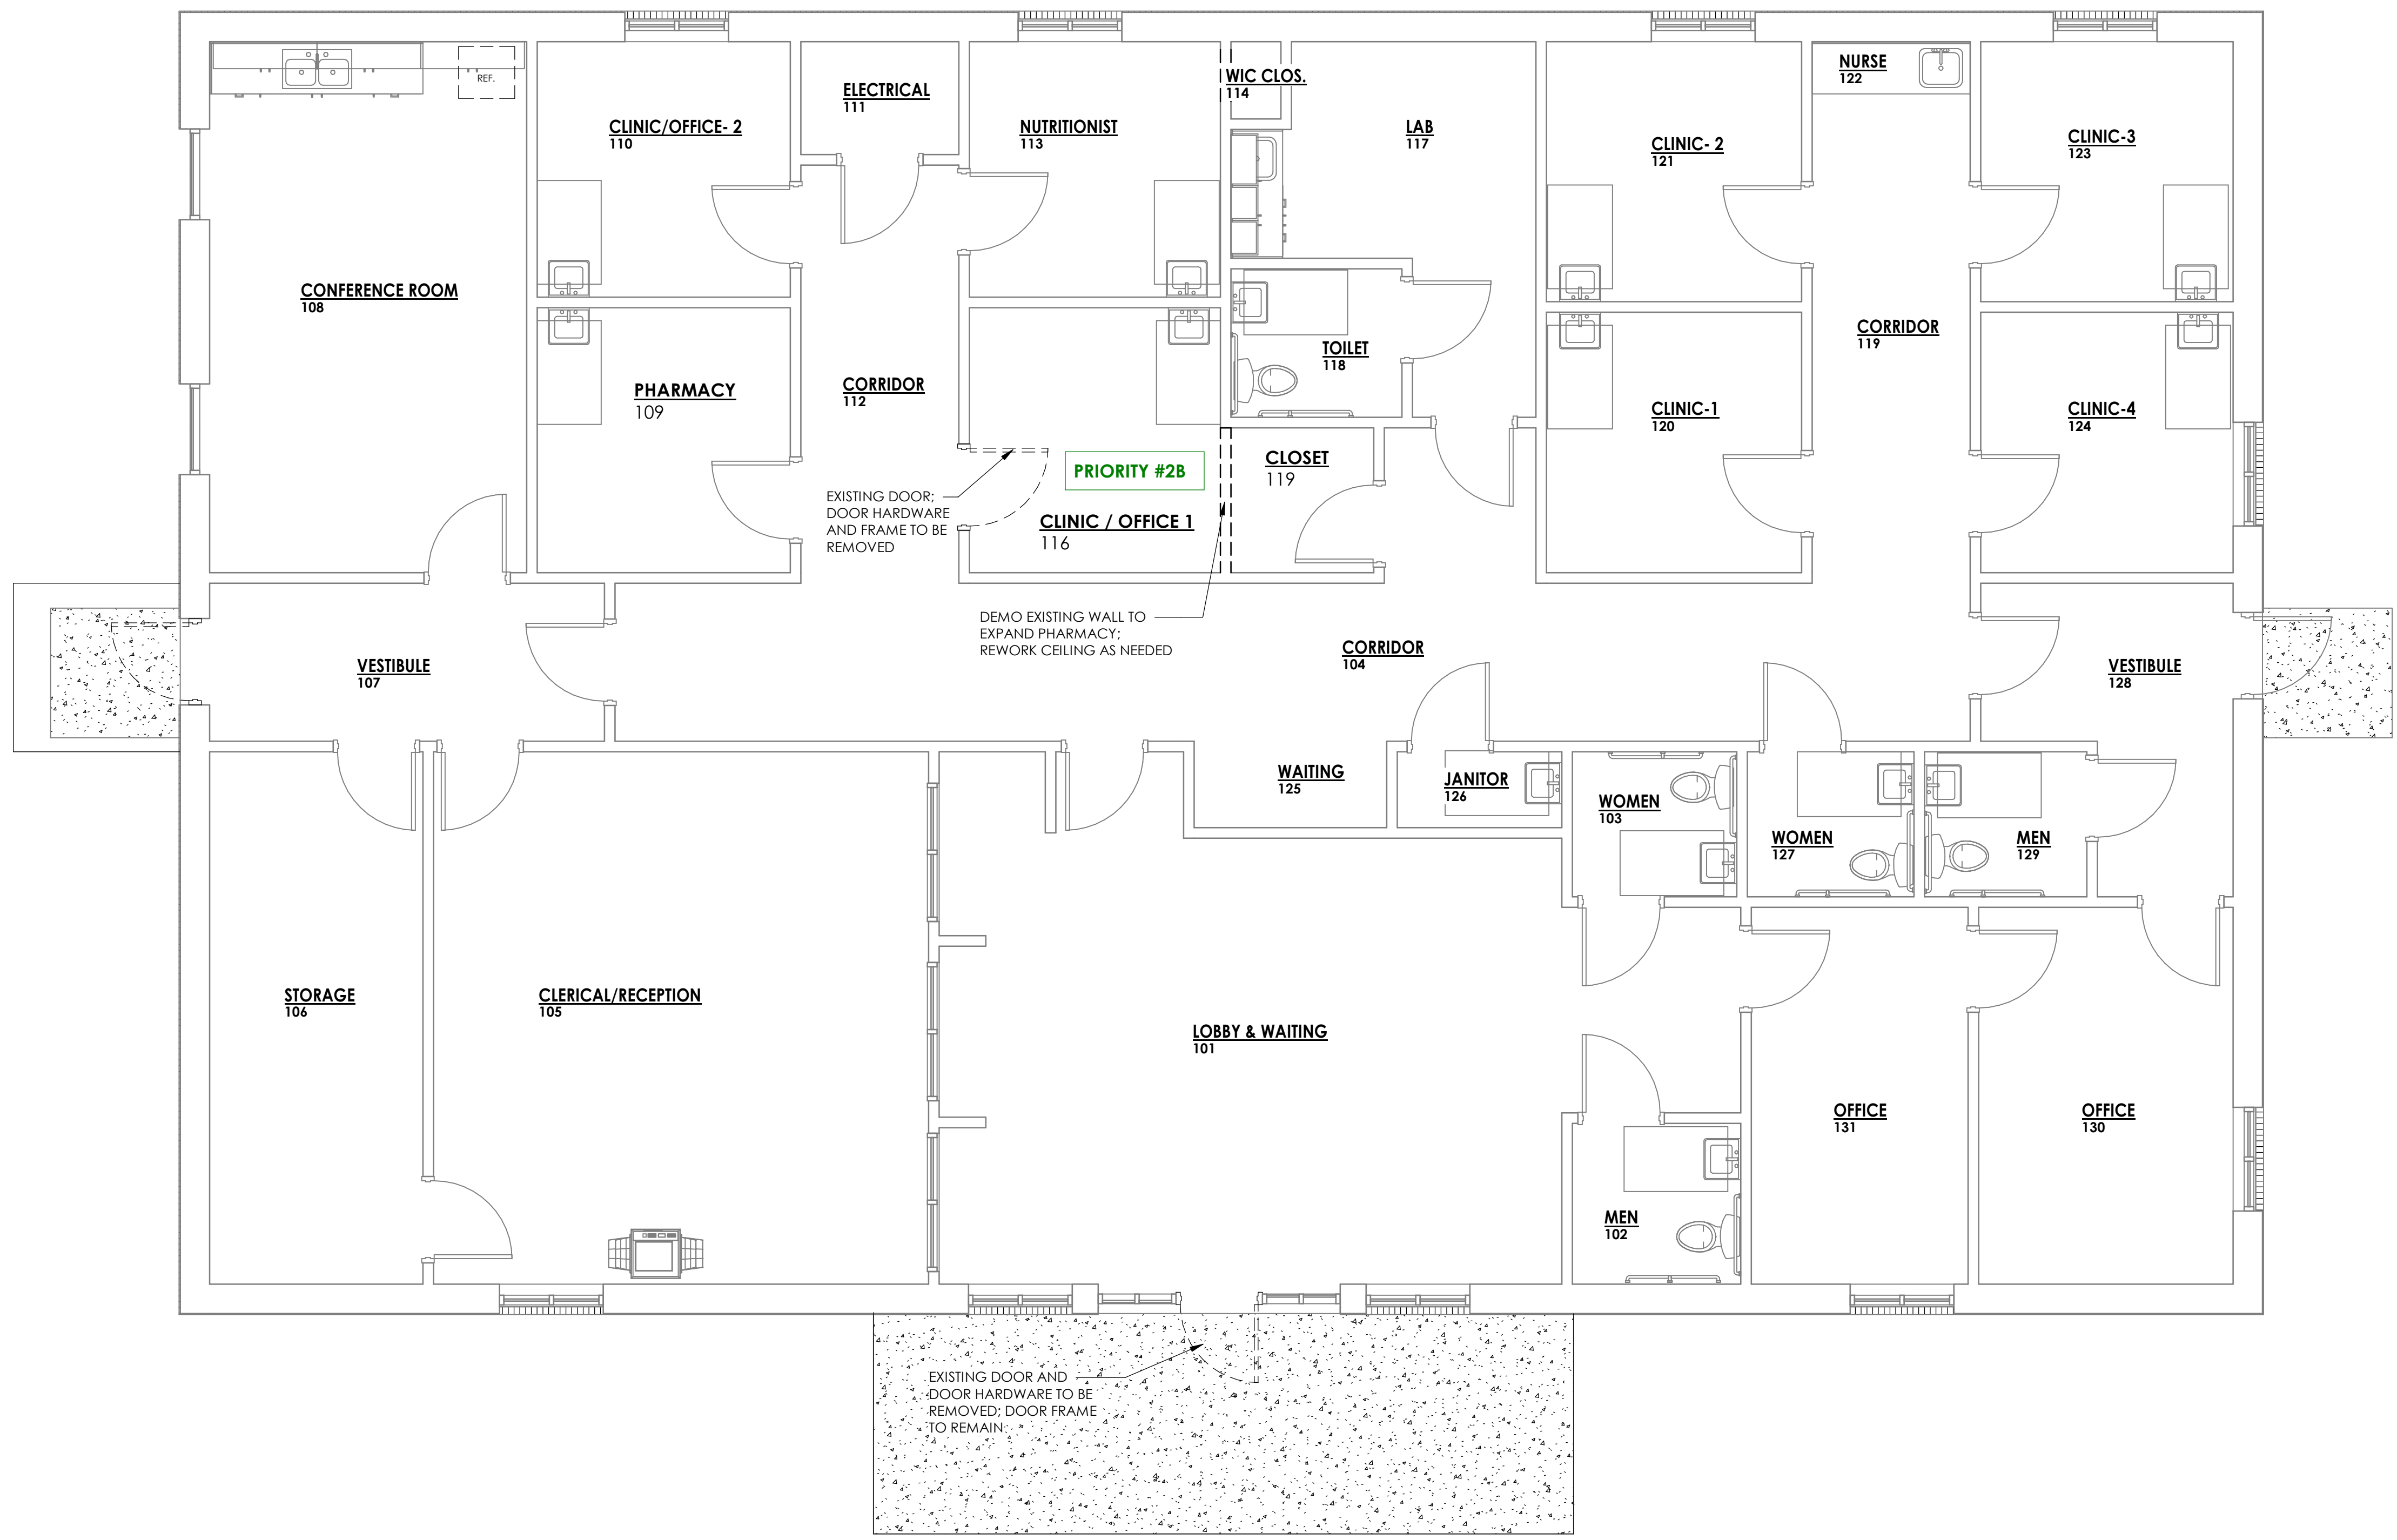 REF.
WIC CLOS.
114
NURSE
122
ELECTRICAL
111
CLINIC/OFFICE- 2
110
NUTRITIONIST
113
LAB
117
CLINIC- 2
121
CLINIC-3
123
CONFERENCE ROOM
108
CORRIDOR
119
TOILET
118
PHARMACY
109
CORRIDOR
112
CLINIC-1
120
CLINIC-4
124
PRIORITY #2B
CLOSET
119
EXISTING DOOR;
DOOR HARDWARE
AND FRAME TO BE
REMOVED
CLINIC / OFFICE 1
116
DEMO EXISTING WALL TO
EXPAND PHARMACY;
REWORK CEILING AS NEEDED
CORRIDOR
104
VESTIBULE
107
VESTIBULE
128
WAITING
125
JANITOR
126
WOMEN
103
WOMEN
127
MEN
129
STORAGE
106
CLERICAL/RECEPTION
105
LOBBY & WAITING
101
OFFICE
131
OFFICE
130
MEN
102
EXISTING DOOR AND
DOOR HARDWARE TO BE
REMOVED; DOOR FRAME
TO REMAIN